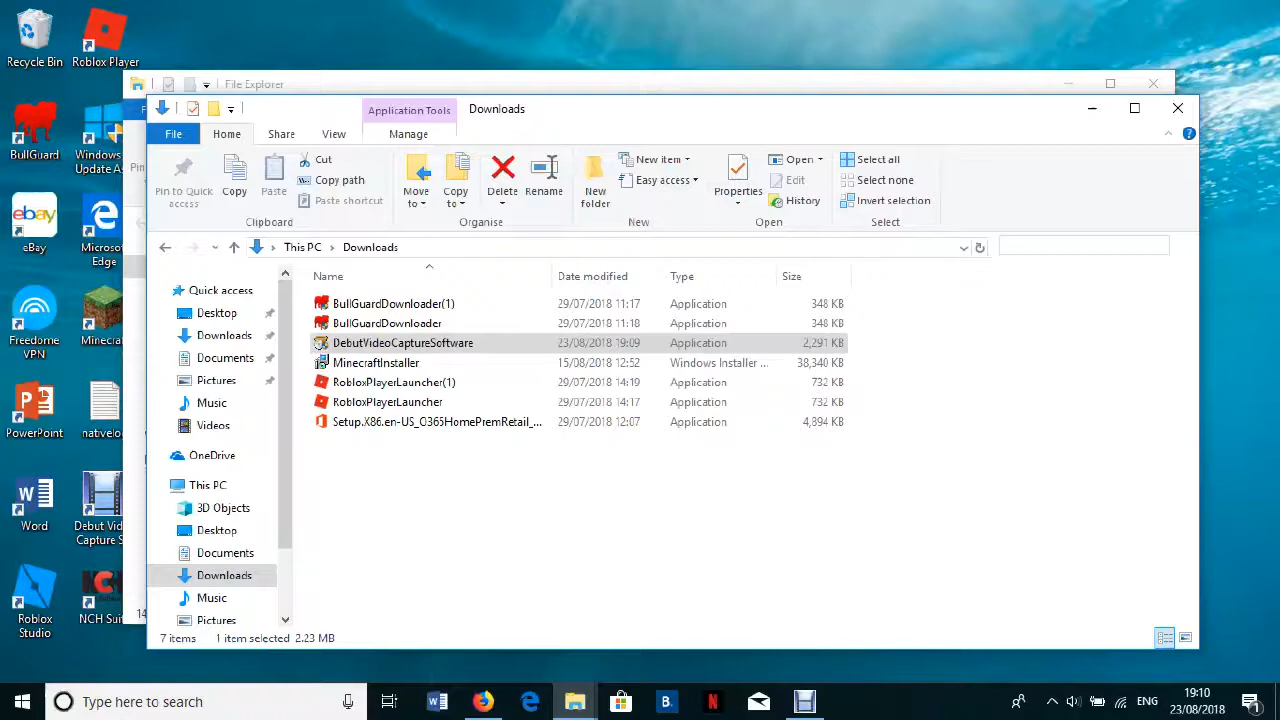 Recycle Bin
Roblox Player
BullGuard
Windows
Update As
eBay
Microsof
Edge
Freedome
VPN
Minecraf
PowerPoint
nativelo
Word
Debut Vi
Capture S
Roblox
Studio
NCH Sui
File Explorer
Application Tools
Downloads
File
Home
Share
View
Manage
Pin to Quick
access
Copy
Paste
Cut
Copy path
Paste shortcut
Clipboard
Move
to
Copy
to
Delete
Rename
Organise
New
folder
New item
Easy access
New
Properties
Open
Edit
History
Open
Select all
Select none
Invert selection
Select
This PC
Downloads
Name
Date modified
Type
Size
Quick access
Desktop
Downloads
Documents
Pictures
Music
Videos
OneDrive
This PC
3D Objects
Desktop
Documents
Downloads
Music
Pictures
BullGuardDownloader(1) 29/07/2018 11:17 Application 348 KB
BullGuardDownloader 29/07/2018 11:18 Application 348 KB
DebutVideoCaptureSoftware 23/08/2018 19:09 Application 2,291 KB
MinecraftInstaller 15/08/2018 12:52 Windows Installer ... 38,340 KB
RobloxPlayerLauncher(1) 29/07/2018 14:19 Application 732 KB
RobloxPlayerLauncher 29/07/2018 14:17 Application 732 KB
Setup.X86.en-US_O365HomePremRetail_... 29/07/2018 12:07 Application 4,894 KB
14
7 items 1 item selected 2.23 MB
Type here to search
B.
N
ENG
19:10
23/08/2018
1